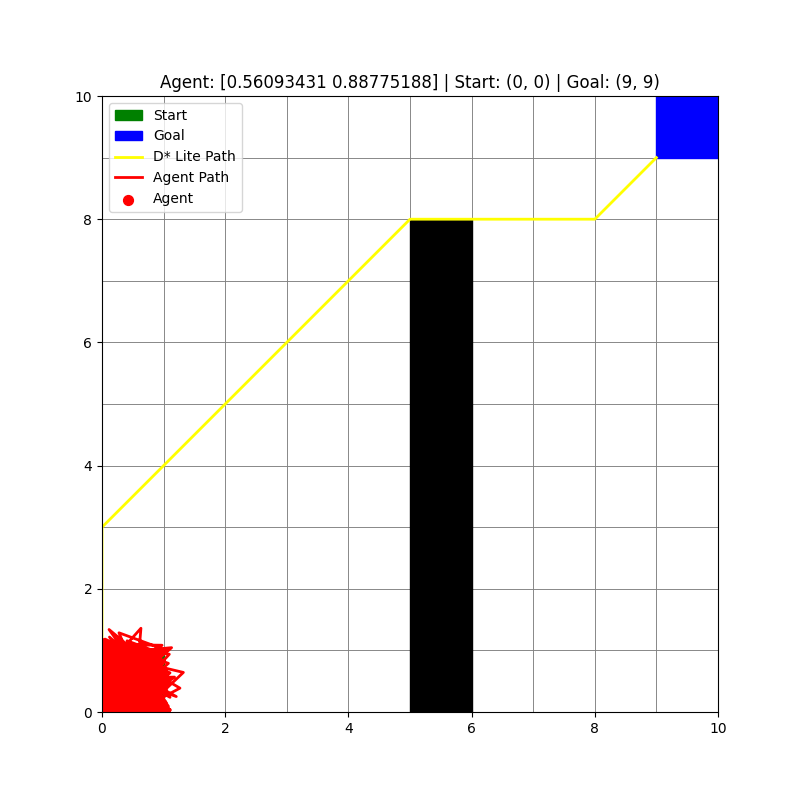 Agent: [0.56093431 0.88775188] | Start: (0, 0) | Goal: (9, 9)
Start
Goal
D* Lite Path
Agent Path
Agent
10
8
6
4
2
0
0 2 4 6 8 10